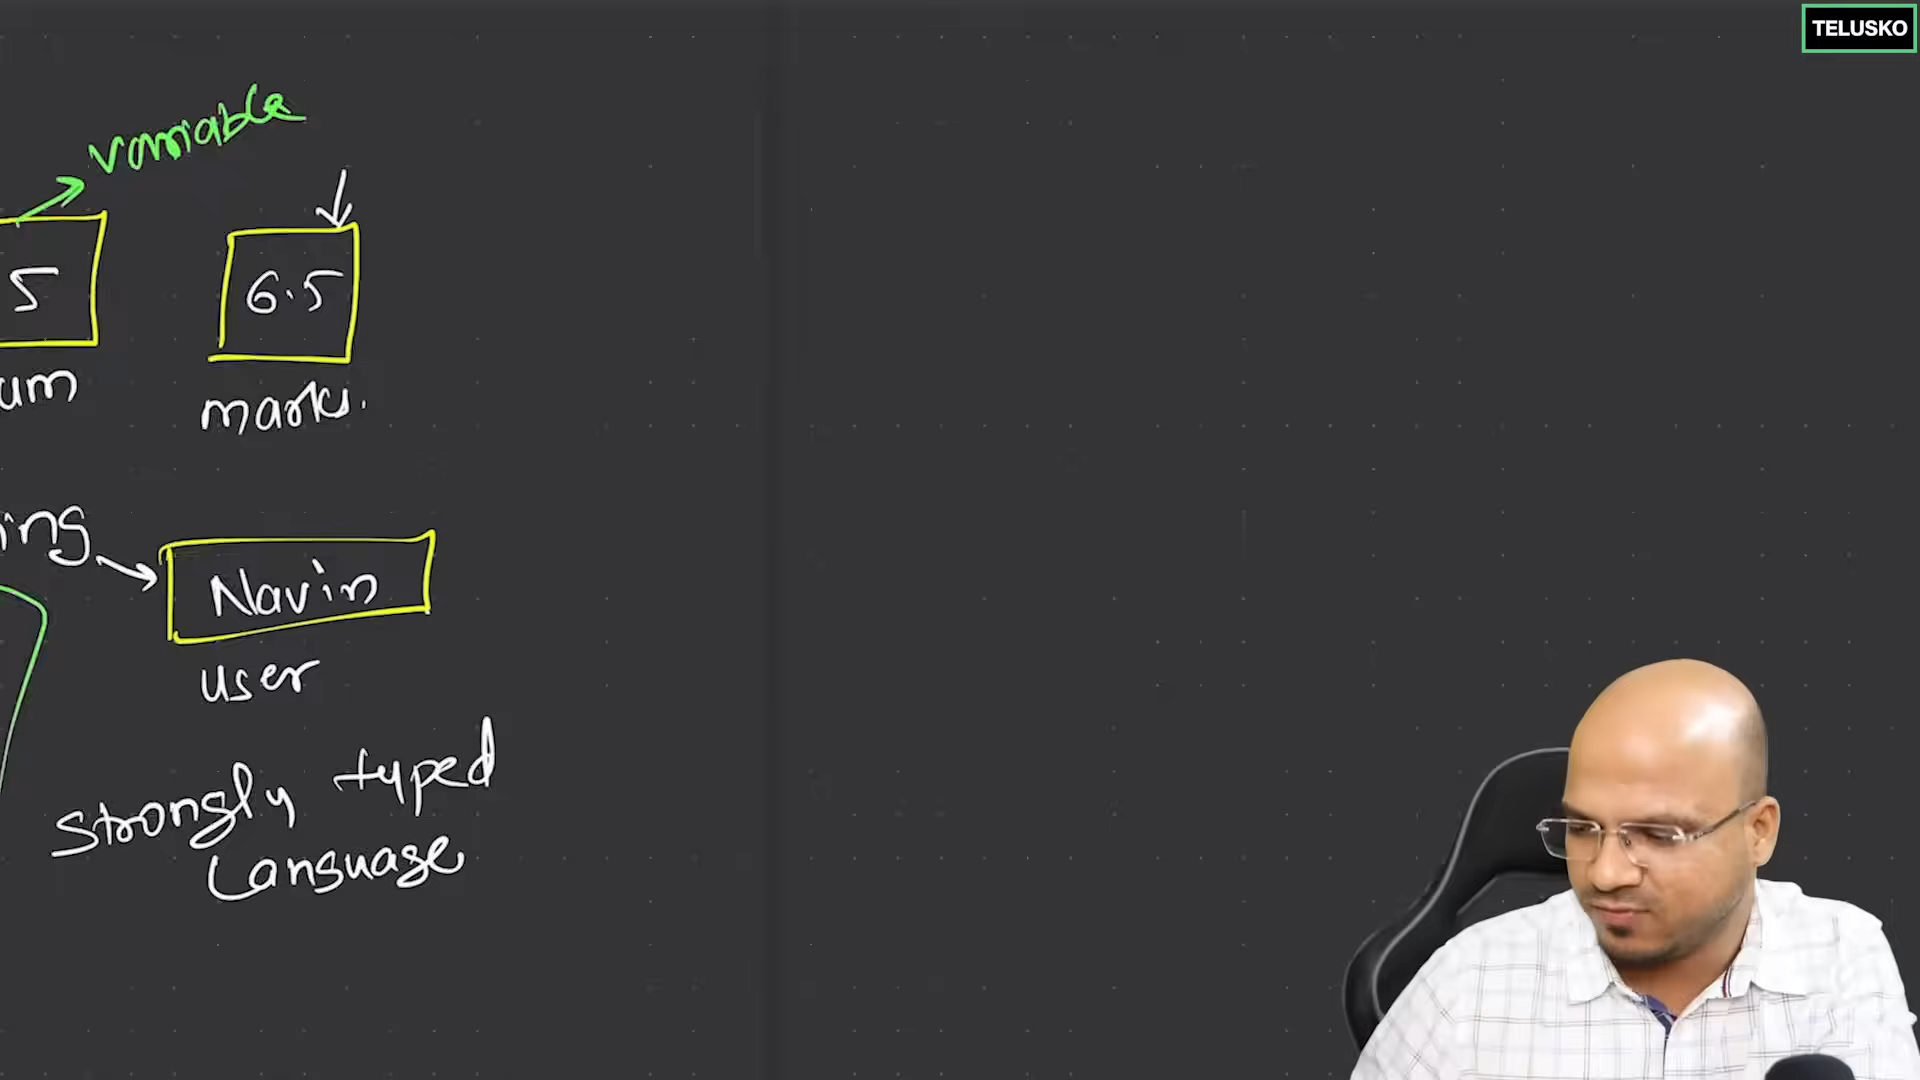 TELUSKO
variable
5
6.5
um
marks.
ing
Navin
user
Strongly typed
Language